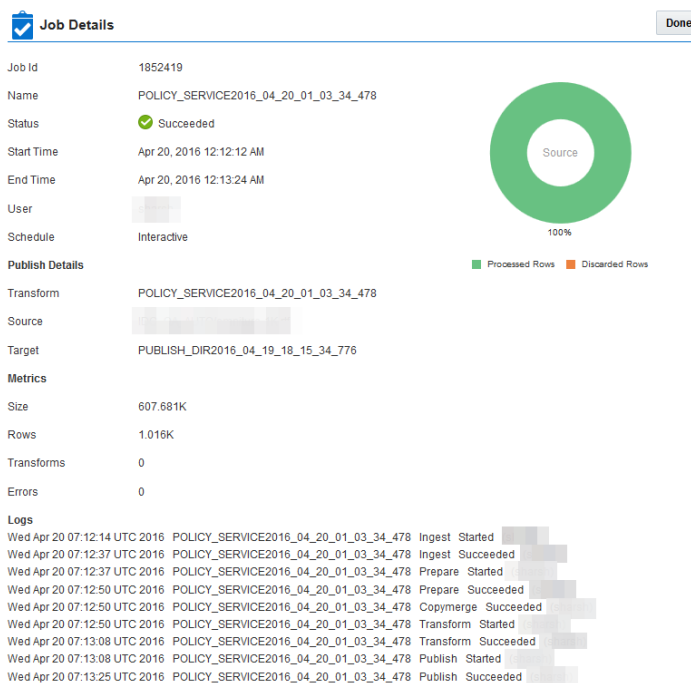 Job Details
Done
Job Id 1852419
Name POLICY_SERVICE2016_04_20_01_03_34_478
Status Succeeded
Start Time Apr 20, 2016 12:12:12 AM
End Time Apr 20, 2016 12:13:24 AM
User
Schedule Interactive
Source
100%
Processed Rows Discarded Rows
Publish Details
Transform POLICY_SERVICE2016_04_20_01_03_34_478
Source
Target PUBLISH_DIR2016_04_19_18_15_34_776
Metrics
Size 607.681K
Rows 1.016K
Transforms 0
Errors 0
Logs
Wed Apr 20 07:12:14 UTC 2016 POLICY_SERVICE2016_04_20_01_03_34_478 Ingest Started
Wed Apr 20 07:12:37 UTC 2016 POLICY_SERVICE2016_04_20_01_03_34_478 Ingest Succeeded
Wed Apr 20 07:12:37 UTC 2016 POLICY_SERVICE2016_04_20_01_03_34_478 Prepare Started
Wed Apr 20 07:12:50 UTC 2016 POLICY_SERVICE2016_04_20_01_03_34_478 Prepare Succeeded
Wed Apr 20 07:12:50 UTC 2016 POLICY_SERVICE2016_04_20_01_03_34_478 Copymerge Succeeded
Wed Apr 20 07:12:50 UTC 2016 POLICY_SERVICE2016_04_20_01_03_34_478 Transform Started
Wed Apr 20 07:13:08 UTC 2016 POLICY_SERVICE2016_04_20_01_03_34_478 Transform Succeeded
Wed Apr 20 07:13:08 UTC 2016 POLICY_SERVICE2016_04_20_01_03_34_478 Publish Started
Wed Apr 20 07:13:25 UTC 2016 POLICY_SERVICE2016_04_20_01_03_34_478 Publish Succeeded